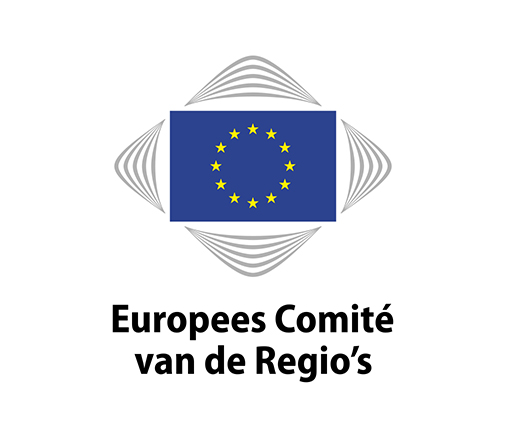 Europees Comité
van de Regio’s